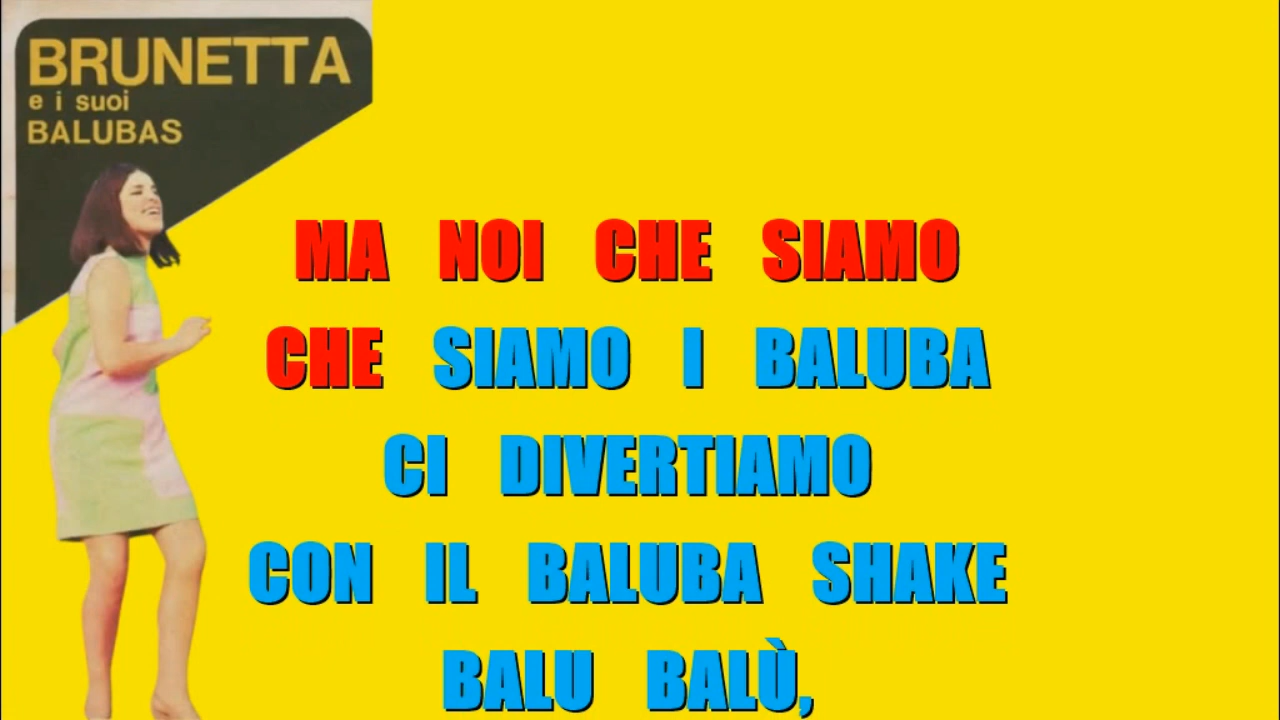 BRUNETTA
e i suoi
BALUBAS
MA NOI CHE SIAMO
CHE SIAMO I BALUBA
CI DIVERTIAMO
CON IL BALUBA SHAKE
BALU BALÙ,